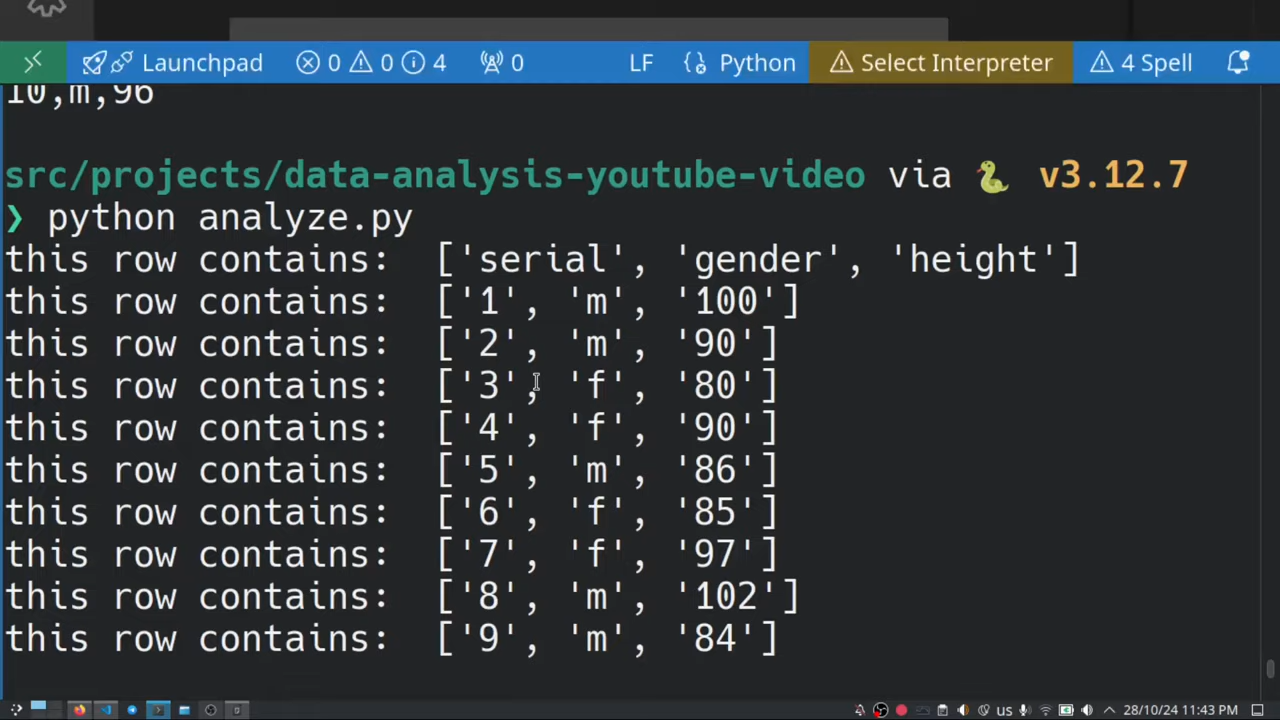 Launchpad 0 0 4 0 LF Python Select Interpreter 4 Spell
10,m,96
src/projects/data-analysis-youtube-video via 🐍 v3.12.7
❯ python analyze.py
this row contains:  ['serial', 'gender', 'height']
this row contains:  ['1', 'm', '100']
this row contains:  ['2', 'm', '90']
this row contains:  ['3', 'f', '80']
this row contains:  ['4', 'f', '90']
this row contains:  ['5', 'm', '86']
this row contains:  ['6', 'f', '85']
this row contains:  ['7', 'f', '97']
this row contains:  ['8', 'm', '102']
this row contains:  ['9', 'm', '84']
us 28/10/24 11:43 PM